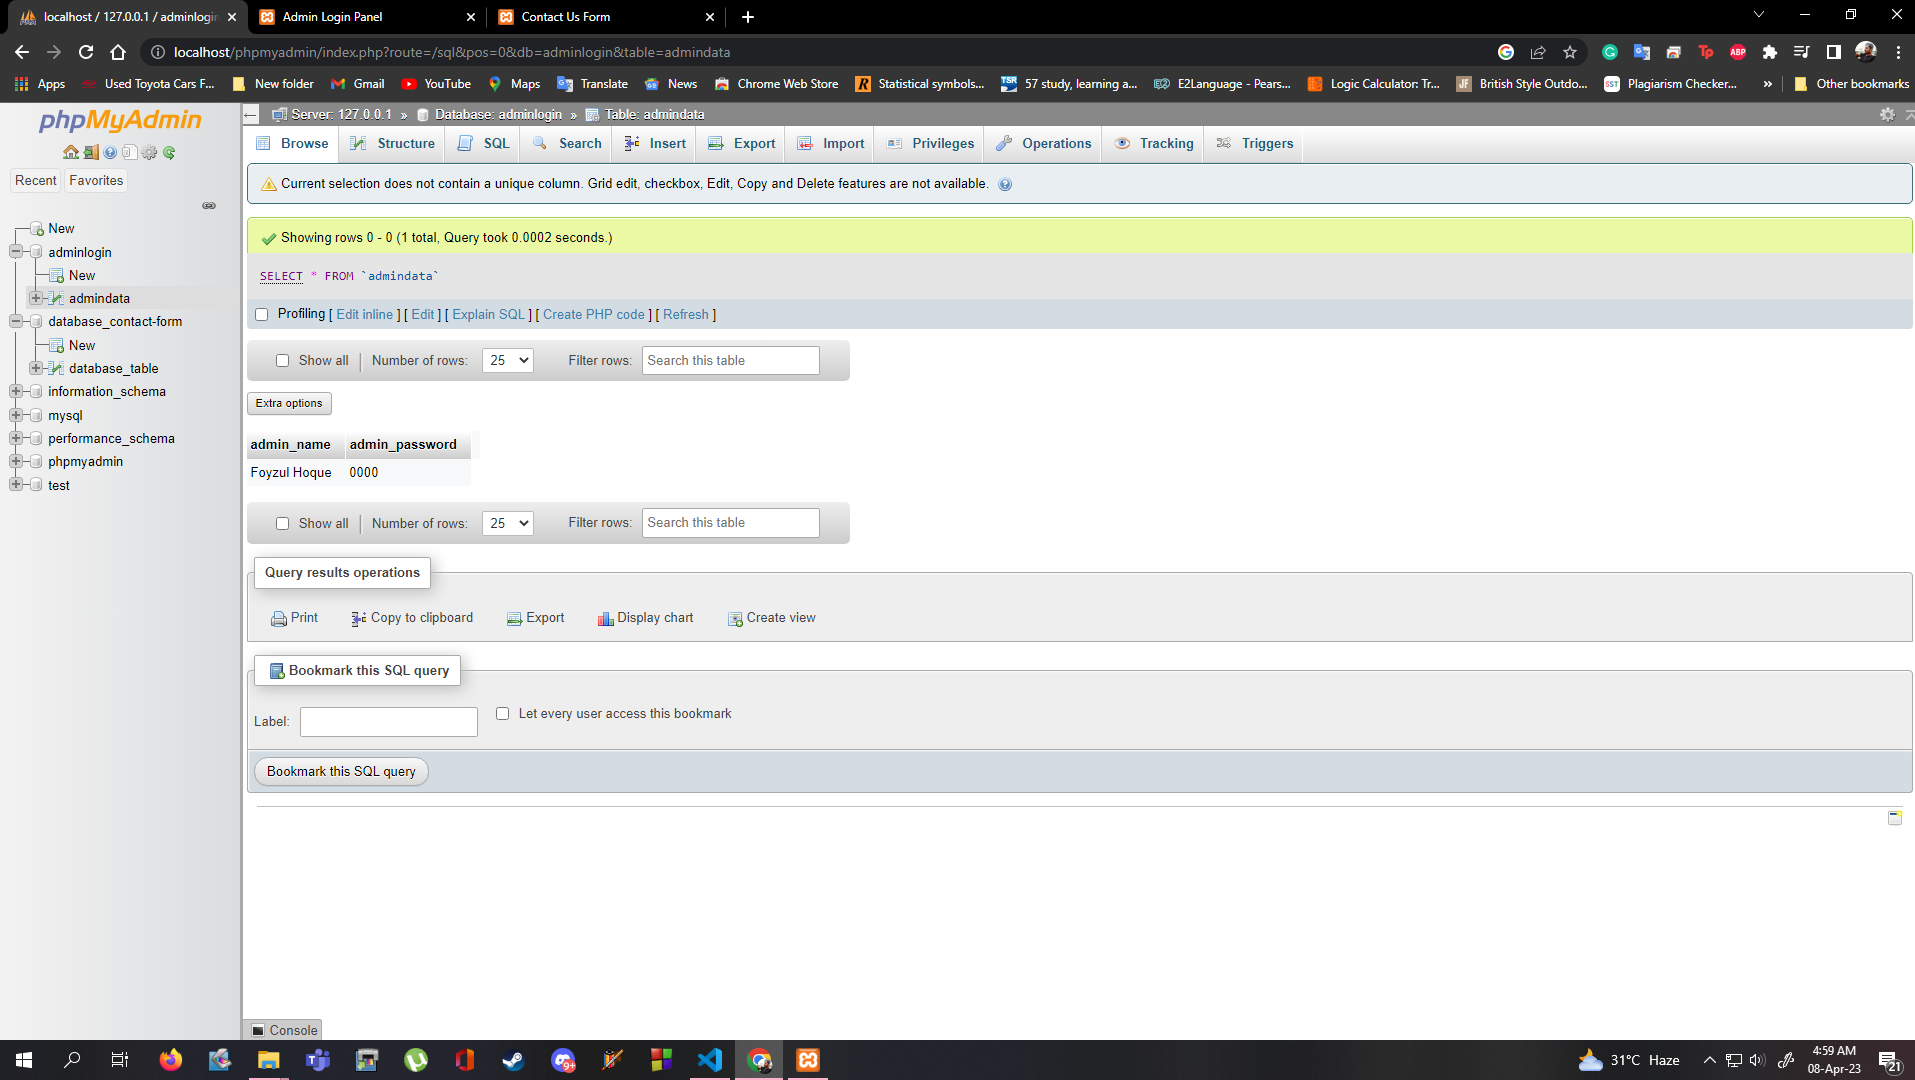 localhost / 127.0.0.1 / adminlogin
Admin Login Panel
Contact Us Form
localhost/phpmyadmin/index.php?route=/sql&pos=0&db=adminlogin&table=admindata
Apps
Used Toyota Cars F...
New folder
Gmail
YouTube
Maps
Translate
News
Chrome Web Store
Statistical symbols...
57 study, learning a...
E2Language - Pears...
Logic Calculator: Tr...
British Style Outdo...
Plagiarism Checker...
»
Other bookmarks
phpMyAdmin
Recent
Favorites
New
adminlogin
New
admindata
database_contact-form
New
database_table
information_schema
mysql
performance_schema
phpmyadmin
test
Server: 127.0.0.1 » Database: adminlogin » Table: admindata
Browse
Structure
SQL
Search
Insert
Export
Import
Privileges
Operations
Tracking
Triggers
Current selection does not contain a unique column. Grid edit, checkbox, Edit, Copy and Delete features are not available.
Showing rows 0 - 0 (1 total, Query took 0.0002 seconds.)
SELECT * FROM `admindata`
Profiling [ Edit inline ] [ Edit ] [ Explain SQL ] [ Create PHP code ] [ Refresh ]
Show all | Number of rows: 25 Filter rows: Search this table
Extra options
admin_name admin_password
Foyzul Hoque 0000
Show all | Number of rows: 25 Filter rows: Search this table
Query results operations
Print
Copy to clipboard
Export
Display chart
Create view
Bookmark this SQL query
Label:
Let every user access this bookmark
Bookmark this SQL query
Console
31°C Haze
4:59 AM
08-Apr-23
21